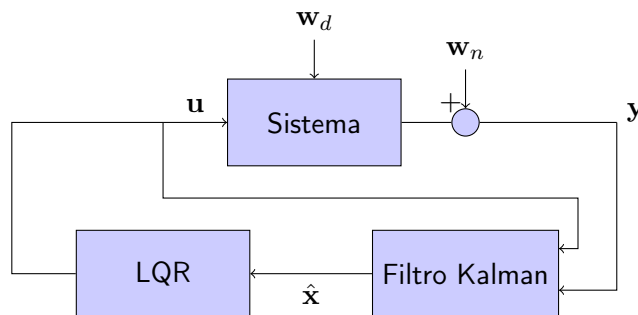 w_d
w_n
+
u
y
Sistema
LQR
x̂
Filtro Kalman